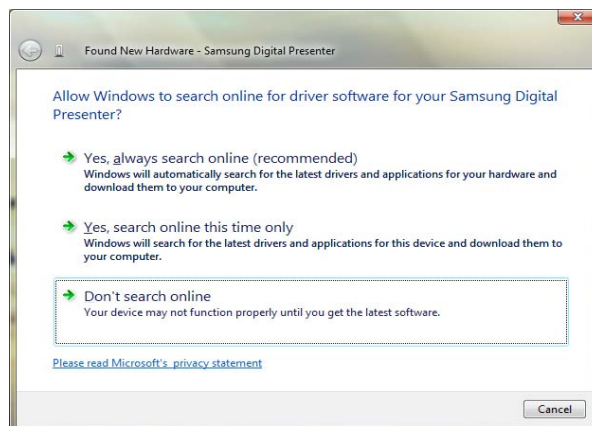 Found New Hardware - Samsung Digital Presenter
Allow Windows to search online for driver software for your Samsung Digital
Presenter?
Yes, always search online (recommended)
Windows will automatically search for the latest drivers and applications for your hardware and
download them to your computer.
Yes, search online this time only
Windows will search for the latest drivers and applications for this device and download them to
your computer.
Don't search online
Your device may not function properly until you get the latest software.
Please read Microsoft's privacy statement
Cancel